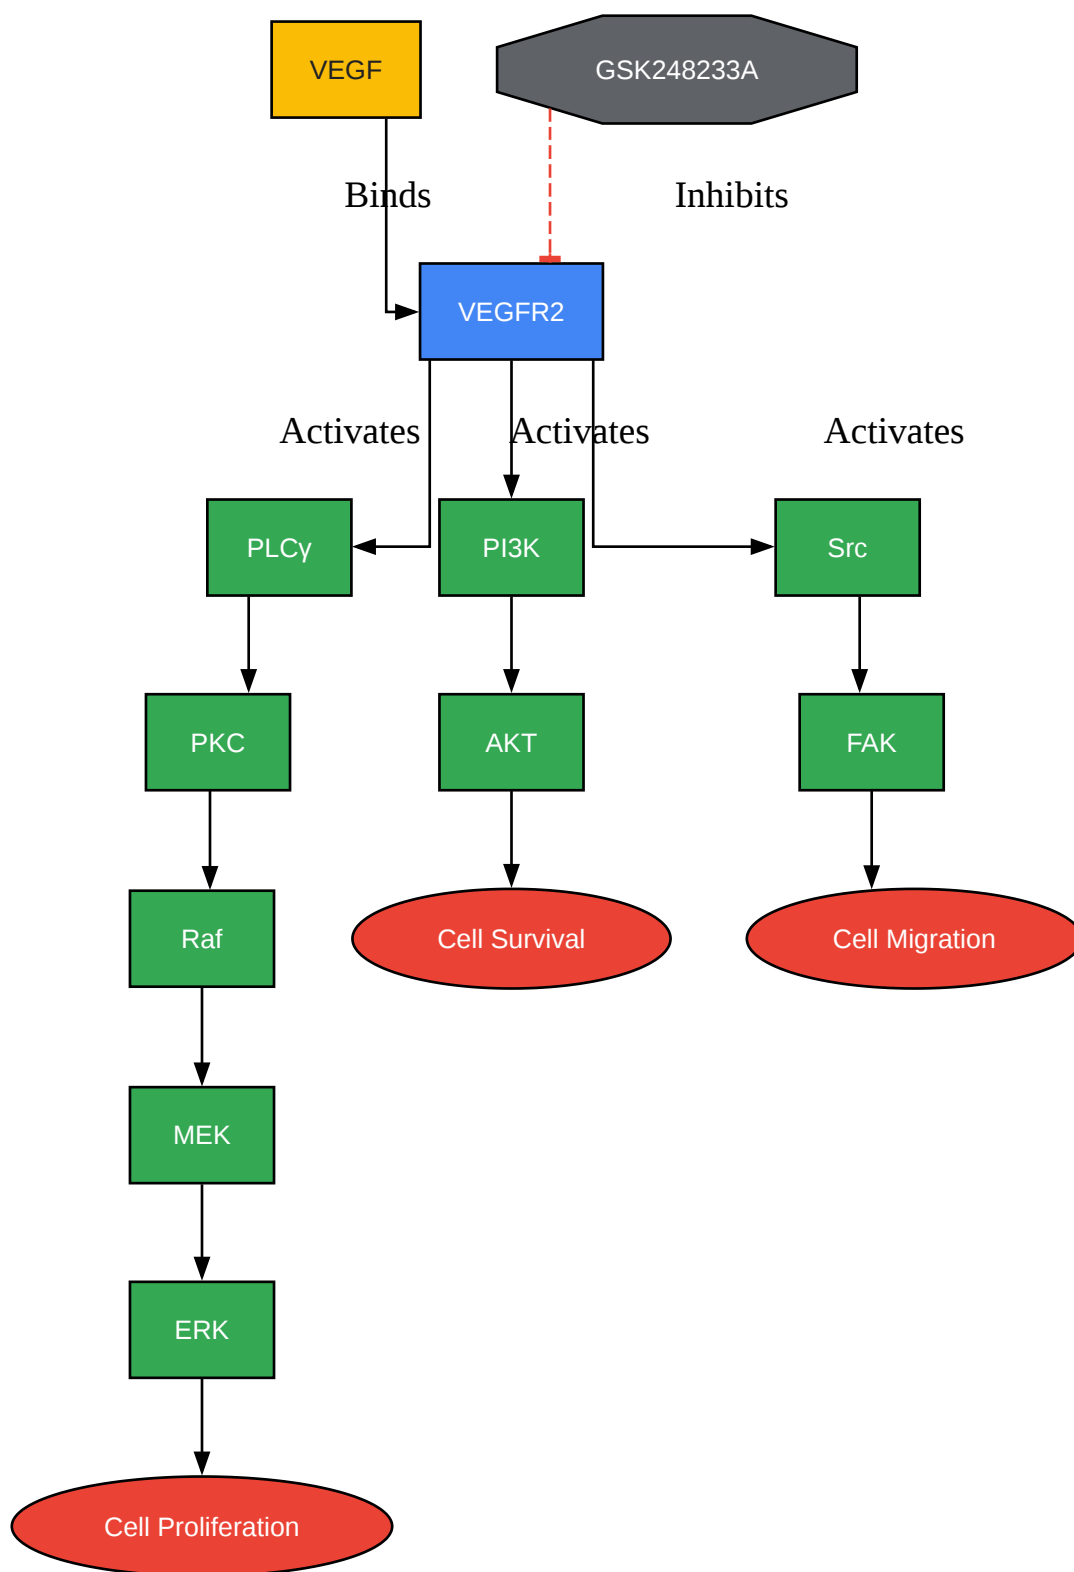 VEGF
GSK248233A
Binds
Inhibits
VEGFR2
Activates
Activates
Activates
PLCγ
PI3K
Src
PKC
AKT
FAK
Raf
Cell Survival
Cell Migration
MEK
ERK
Cell Proliferation